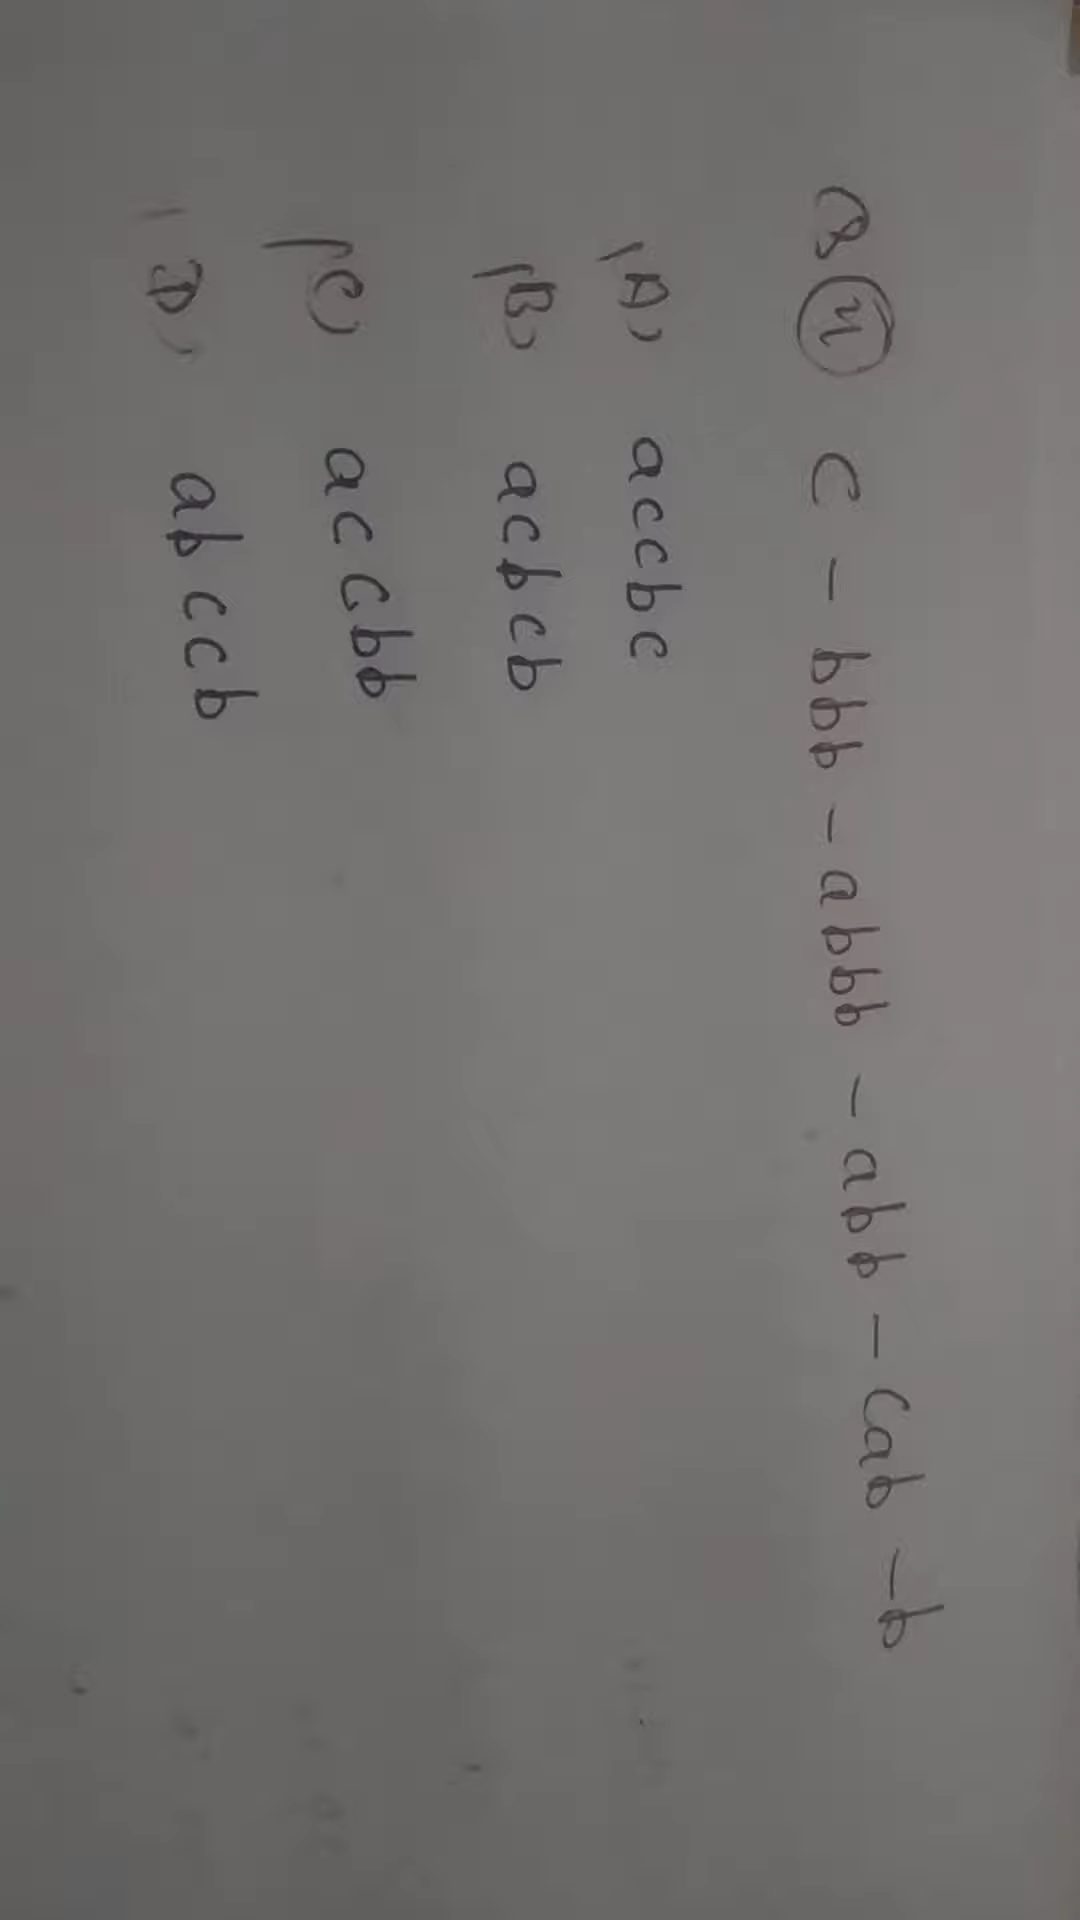 Q 4 C - bbb - abbb - abb - cab - b
(A) accbc
(B) acbcb
(C) accbb
(D) abccb